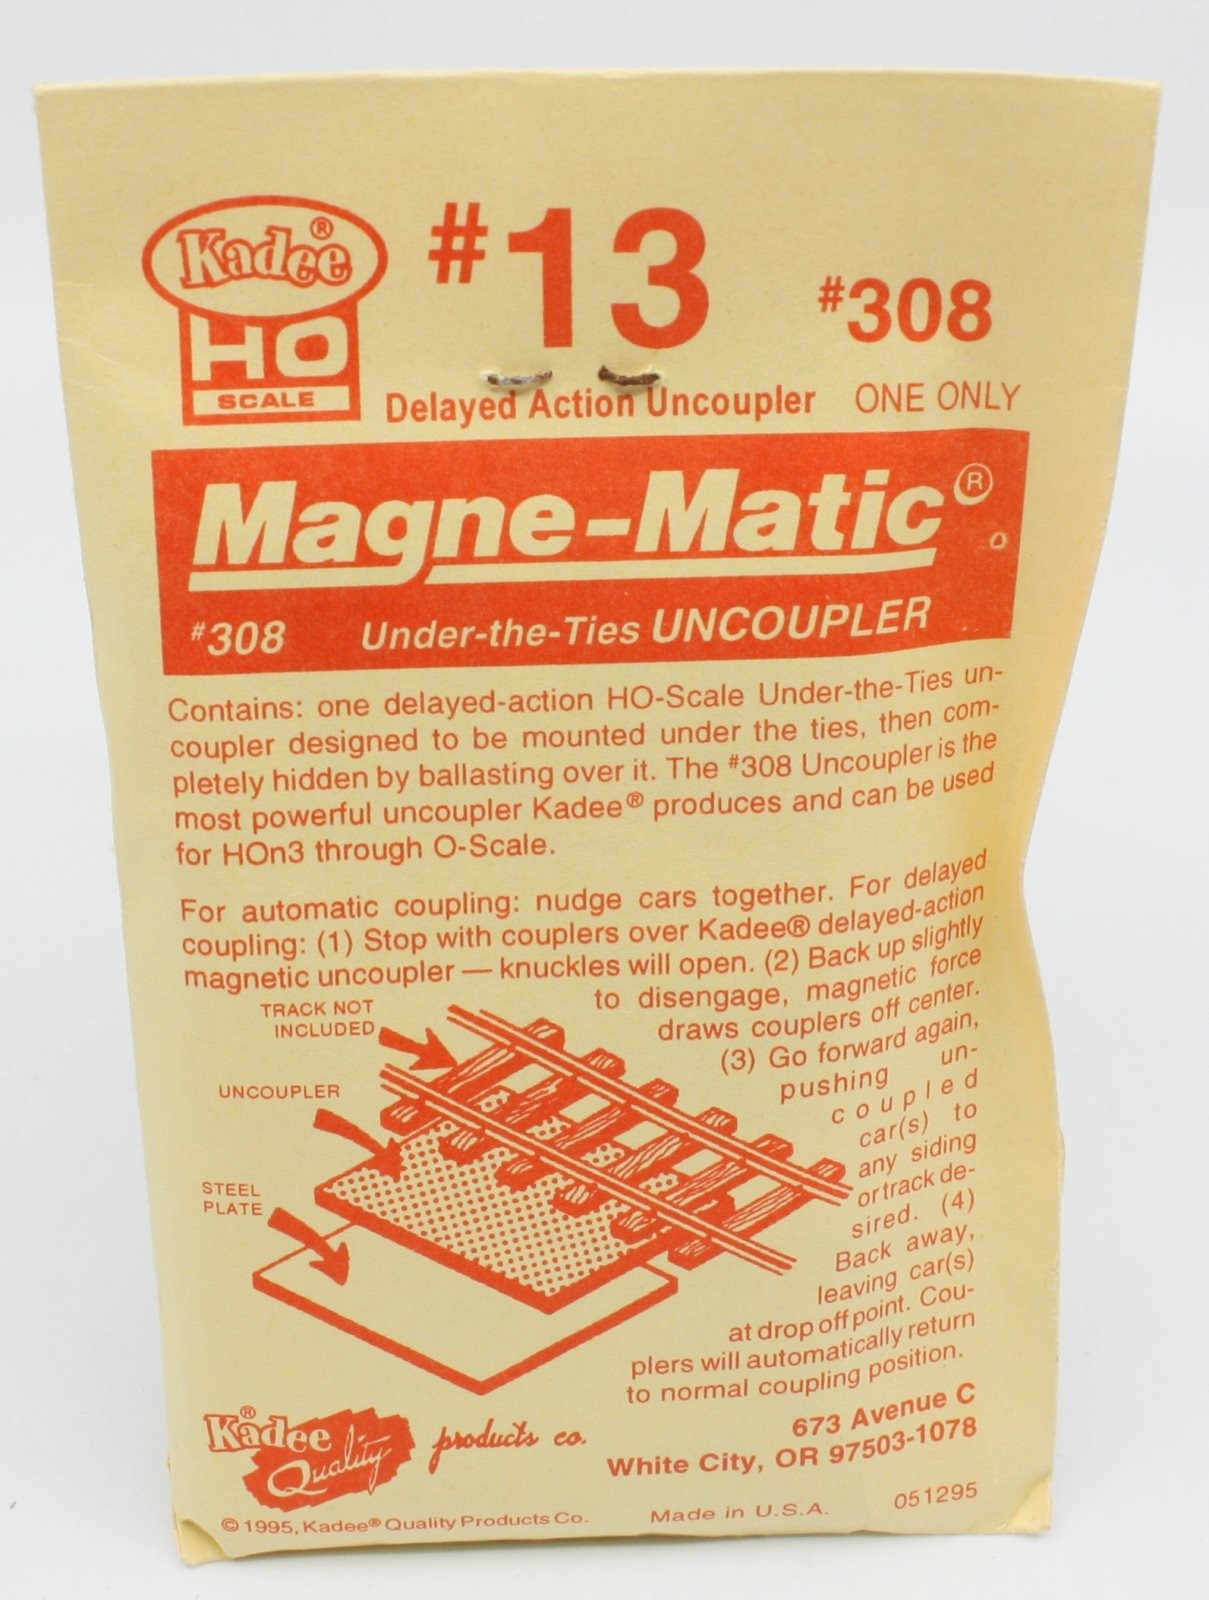 Kadee®
HO
SCALE
#13
#308
Delayed Action Uncoupler ONE ONLY
Magne-Matic®
#308 Under-the-Ties UNCOUPLER
Contains: one delayed-action HO-Scale Under-the-Ties un-
coupler designed to be mounted under the ties, then com-
pletely hidden by ballasting over it. The #308 Uncoupler is the
most powerful uncoupler Kadee® produces and can be used
for HOn3 through O-Scale.
For automatic coupling: nudge cars together. For delayed
coupling: (1) Stop with couplers over Kadee® delayed-action
magnetic uncoupler — knuckles will open. (2) Back up slightly
to disengage, magnetic force
draws couplers off center.
(3) Go forward again,
pushing un-
coupled
car(s) to
any siding
or track de-
sired. (4)
Back away,
leaving car(s)
at drop off point. Cou-
plers will automatically return
to normal coupling position.
TRACK NOT
INCLUDED
UNCOUPLER
STEEL
PLATE
Kadee®
Quality products co.
673 Avenue C
White City, OR 97503-1078
© 1995, Kadee® Quality Products Co. Made in U.S.A. 051295